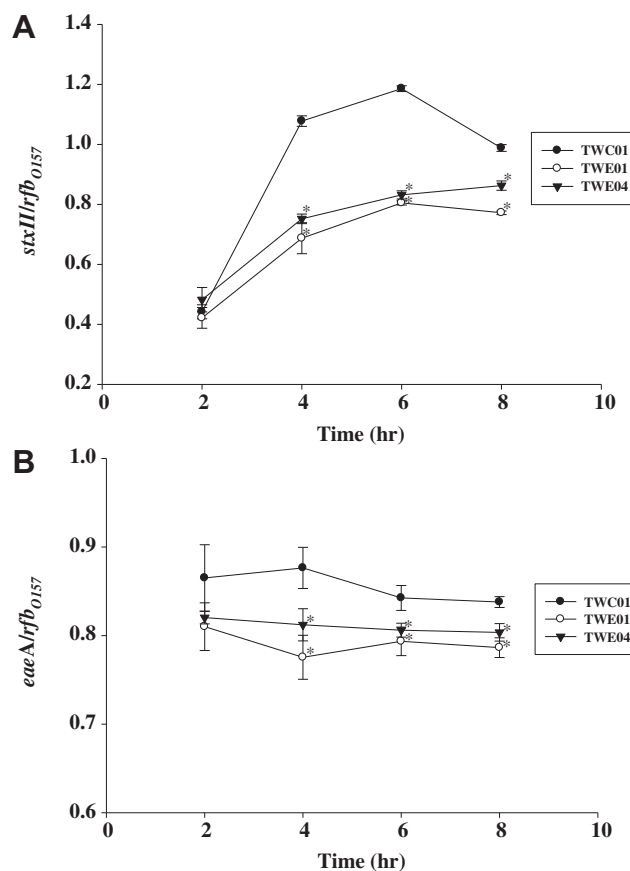 A
stxII/rfbO157
1.4
1.2
1.0
0.8
0.6
0.4
0.2
* * *
* * *
0 2 4 6 8 10
Time (hr)
TWC01
TWE01
TWE04
B
eaeA/rfbO157
1.0
0.9
0.8
0.7
0.6
* * *
* * *
0 2 4 6 8 10
Time (hr)
TWC01
TWE01
TWE04